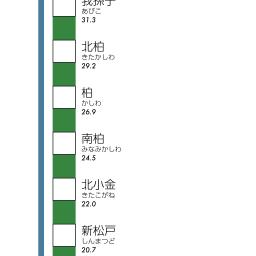 我孫子
あびこ
31.3
北柏
きたかしわ
29.2
柏
かしわ
26.9
南柏
みなみかしわ
24.5
北小金
きたこがね
22.0
新松戸
しんまつど
20.7